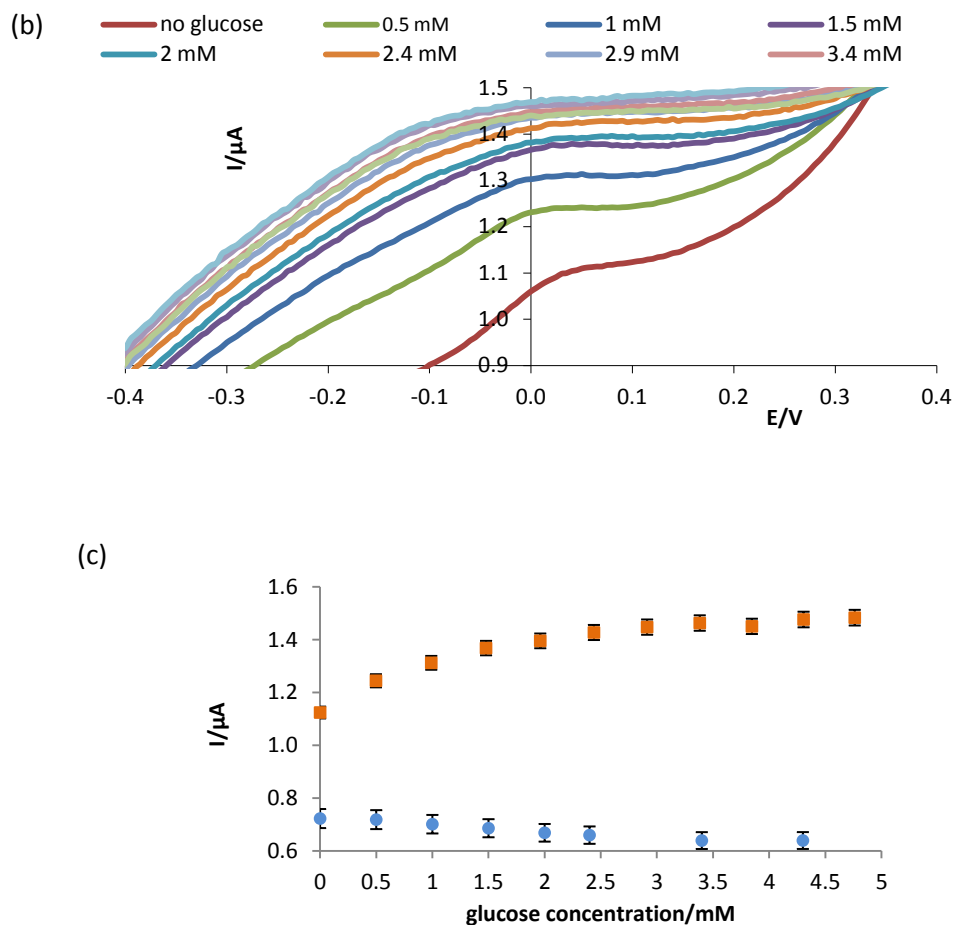 (b)
no glucose 0.5 mM 1 mM 1.5 mM
2 mM 2.4 mM 2.9 mM 3.4 mM
I/µA
1.5
1.4
1.3
1.2
1.1
1.0
0.9
-0.4 -0.3 -0.2 -0.1 0.0 0.1 0.2 0.3 0.4
E/V
(c)
I/µA
1.6
1.4
1.2
1.0
0.8
0.6
0 0.5 1 1.5 2 2.5 3 3.5 4 4.5 5
glucose concentration/mM